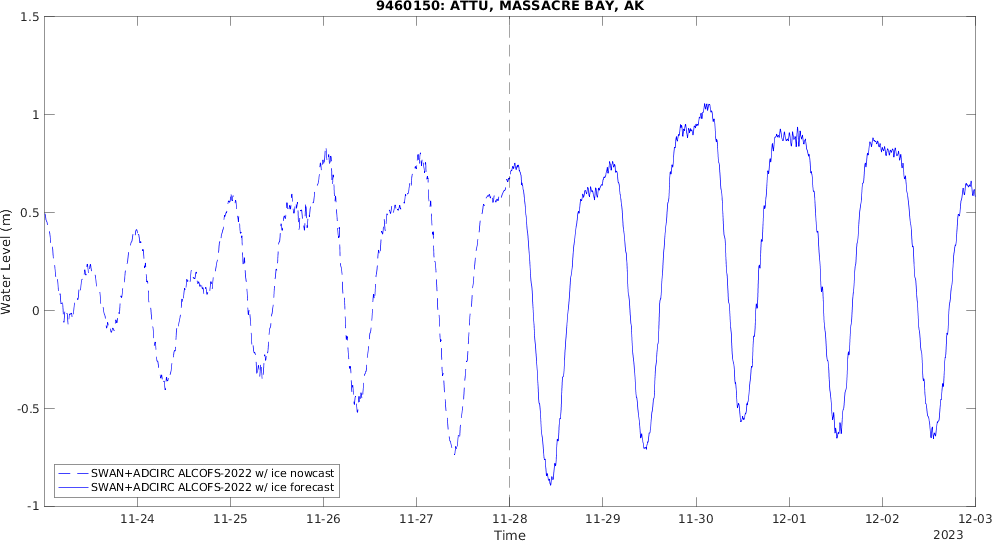 9460150: ATTU, MASSACRE BAY, AK
1.5
1
0.5
0
-0.5
-1
Water Level (m)
SWAN+ADCIRC ALCOFS-2022 w/ ice nowcast
SWAN+ADCIRC ALCOFS-2022 w/ ice forecast
11-24 11-25 11-26 11-27 11-28 11-29 11-30 12-01 12-02 12-03
Time
2023